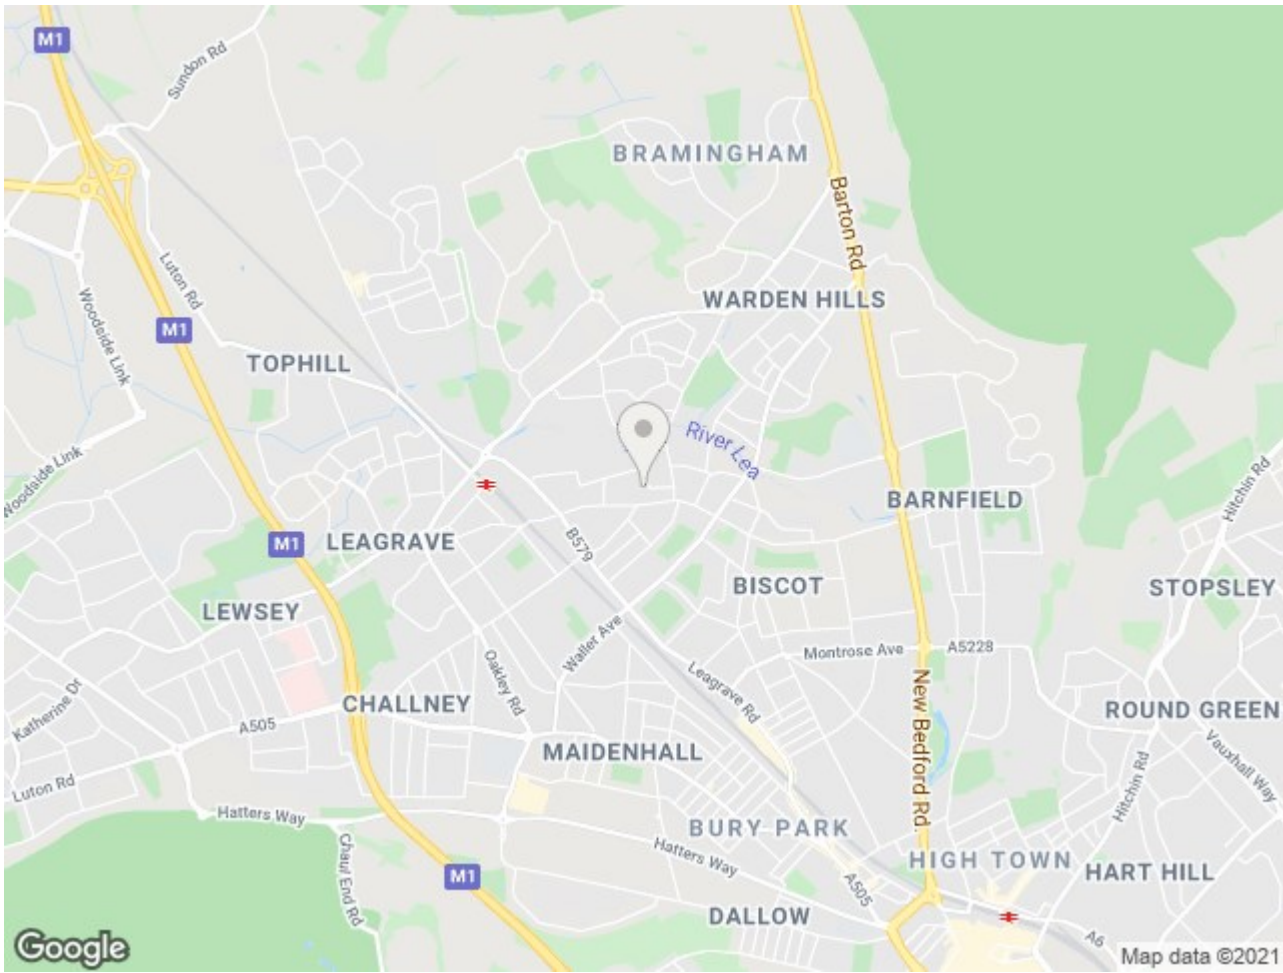 M1
Sundon Rd
BRAMINGHAM
Barton Rd
Luton Rd
Woodside Link
WARDEN HILLS
M1
TOPHILL
River Lea
Woodside Link
Hitchin Rd
BARNFIELD
M1
LEAGRAVE
B579
BISCOT
STOPSLEY
LEWSEY
Waller Ave
Montrose Ave
A5228
Oakley Rd
Leagrave Rd
Katherine Dr
CHALLNEY
A505
New Bedford Rd
ROUND GREEN
MAIDENHALL
Vauxhall Way
Luton Rd
Hitchin Rd
Hatters Way
BURY PARK
Hatters Way
HIGH TOWN
Chaul End Rd
M1
A505
HART HILL
DALLOW
A6
Google
Map data ©2021